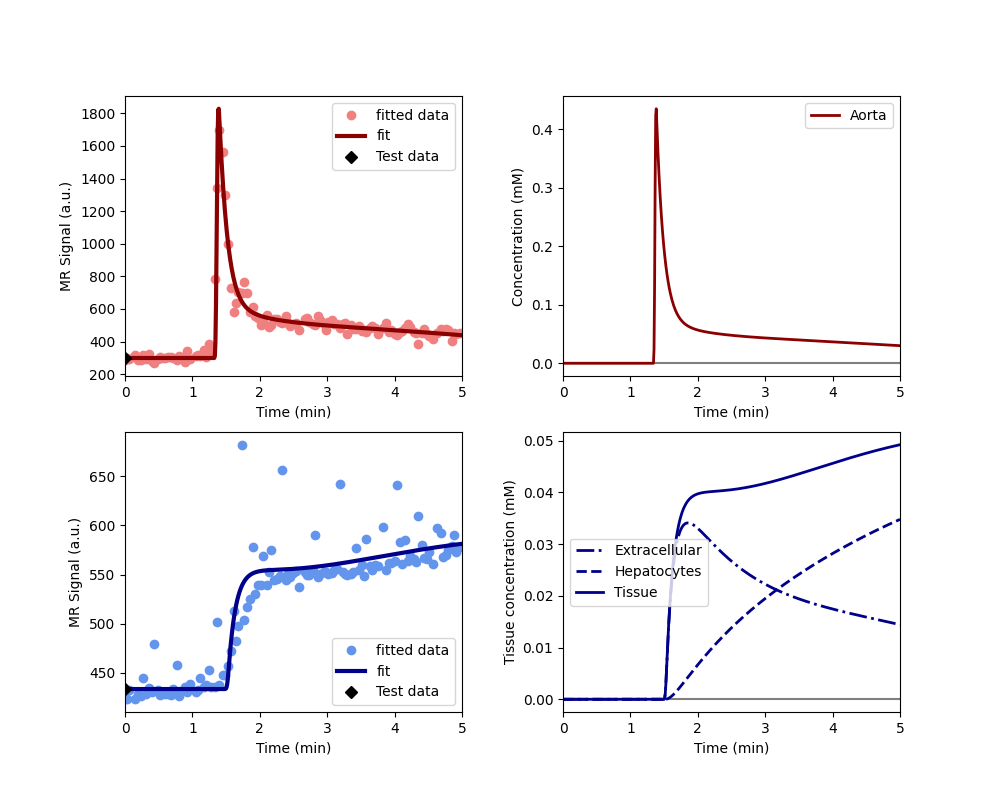 1800
1600
1400
1200
1000
800
600
400
200
MR Signal (a.u.)
fitted data
fit
Test data
0 1 2 3 4 5
Time (min)
0.4
0.3
0.2
0.1
0.0
Concentration (mM)
Aorta
0 1 2 3 4 5
Time (min)
650
600
550
500
450
MR Signal (a.u.)
fitted data
fit
Test data
0 1 2 3 4 5
Time (min)
0.05
0.04
0.03
0.02
0.01
0.00
Tissue concentration (mM)
Extracellular
Hepatocytes
Tissue
0 1 2 3 4 5
Time (min)